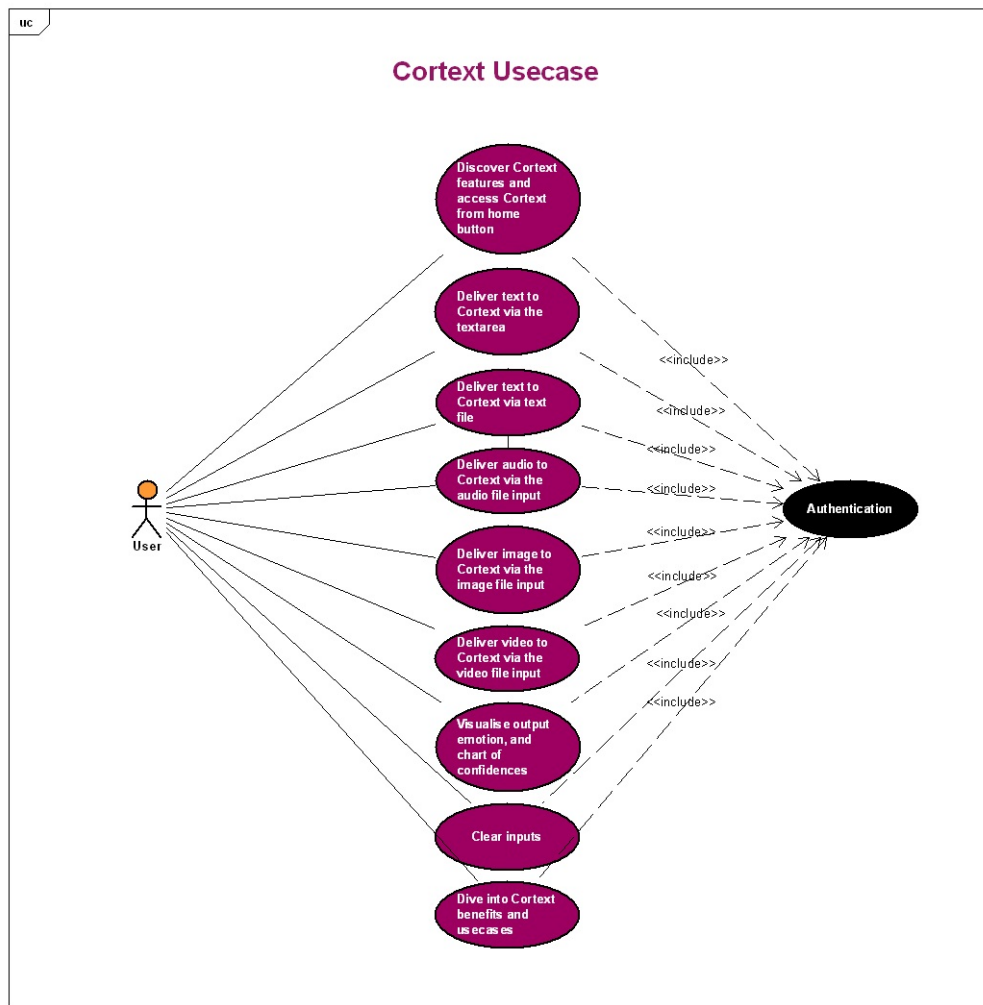 uc
Cortext Usecase
Discover Cortext
features and
access Cortext
from home
button
Deliver text to
Cortext via the
textarea
<<include>>
<<include>>
Deliver text to
Cortext via text
file
<<include>>
Deliver audio to
Cortext via the
audio file input
<<include>>
User
Authentication
Deliver image to
Cortext via the
image file input
<<include>>
<<include>>
Deliver video to
Cortext via the
video file input
<<include>>
<<include>>
<<include>>
Visualise output
emotion, and
chart of
confidences
Clear inputs
Dive into Cortext
benefits and
usecases